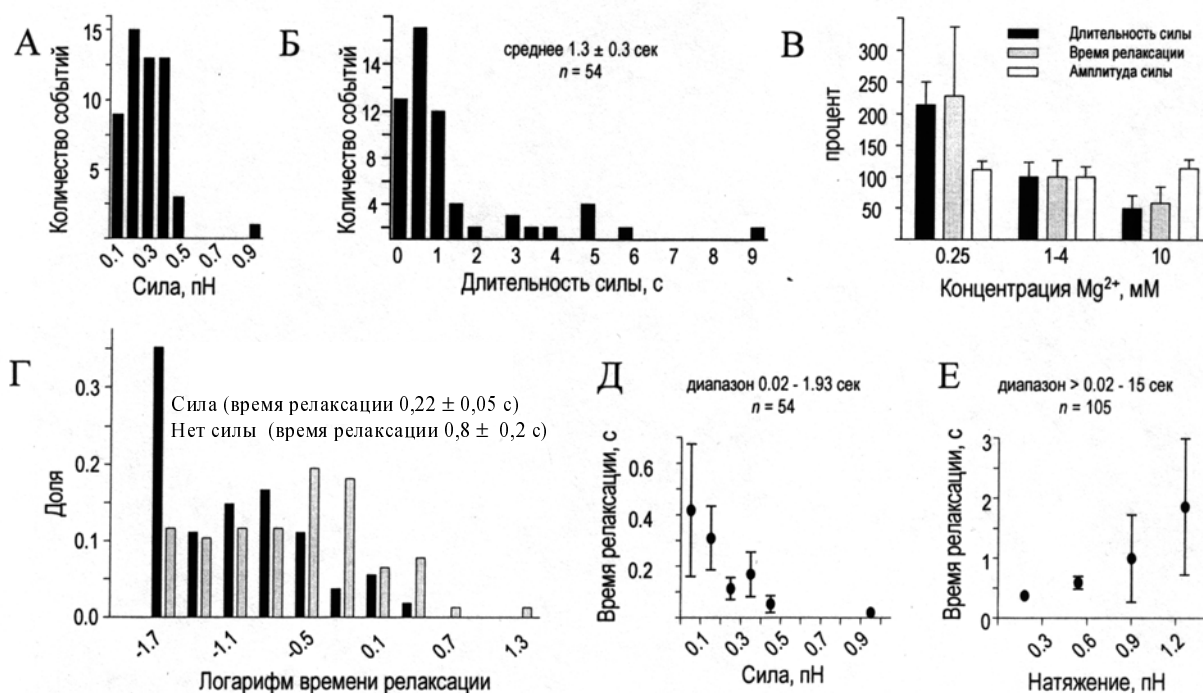 А
Количество событий
15
10
5
0.1
0.3
0.5
0.7
0.9
Сила, пН
Б
Количество событий
16
12
8
4
среднее 1.3 ± 0.3 сек
n = 54
0 1 2 3 4 5 6 7 8 9
Длительность силы, с
В
процент
300
250
200
150
100
50
Длительность силы
Время релаксации
Амплитуда силы
0.25 1-4 10
Концентрация Mg²⁺, мМ
Г
Доля
0.3
0.2
0.1
0.0
Сила (время релаксации 0,22 ± 0,05 с)
Нет силы (время релаксации 0,8 ± 0,2 с)
-1.7
-1.1
-0.5
0.1
0.7
1.3
Логарифм времени релаксации
Д
диапазон 0.02 - 1.93 сек
n = 54
Время релаксации, с
0.6
0.4
0.2
0.1
0.3
0.5
0.7
0.9
Сила, пН
Е
диапазон > 0.02 - 15 сек
n = 105
Время релаксации, с
3
2
1
0
0.3
0.6
0.9
1.2
Натяжение, пН